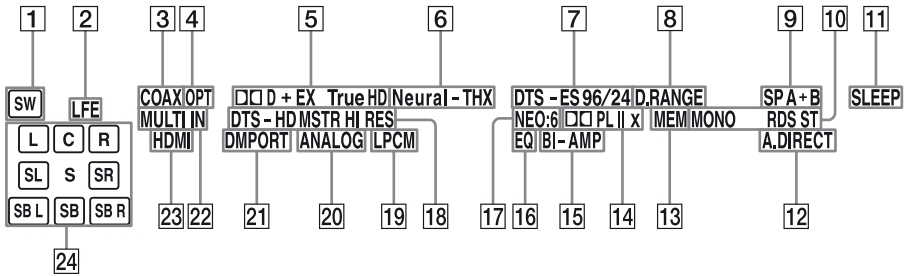 1 2 3 4 5 6 7 8 9 10 11
SW LFE COAX OPT D + EX True HD Neural - THX DTS - ES 96/24 D.RANGE SP A + B SLEEP
MULTI IN DTS - HD MSTR HI RES NEO:6 PL II x MEM MONO RDS ST
L C R HDMI DMPORT ANALOG LPCM EQ BI - AMP A.DIRECT
SL S SR
SB L SB SB R
23 22 21 20 19 18 17 16 15 14 13 12
24